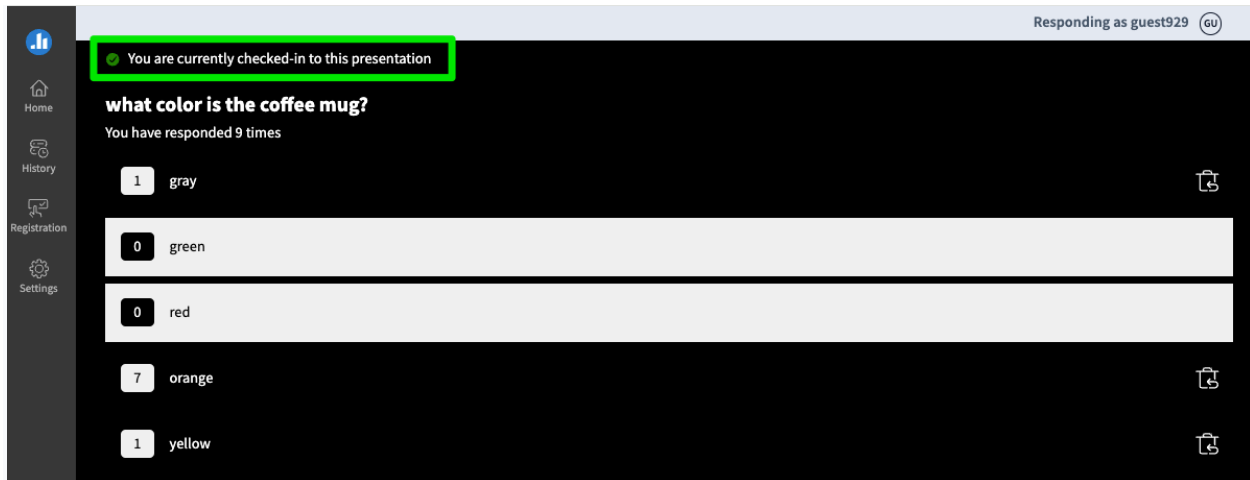 Responding as guest929 GU
You are currently checked-in to this presentation
Home
what color is the coffee mug?
You have responded 9 times
History
1 gray
Registration
0 green
Settings
0 red
7 orange
1 yellow